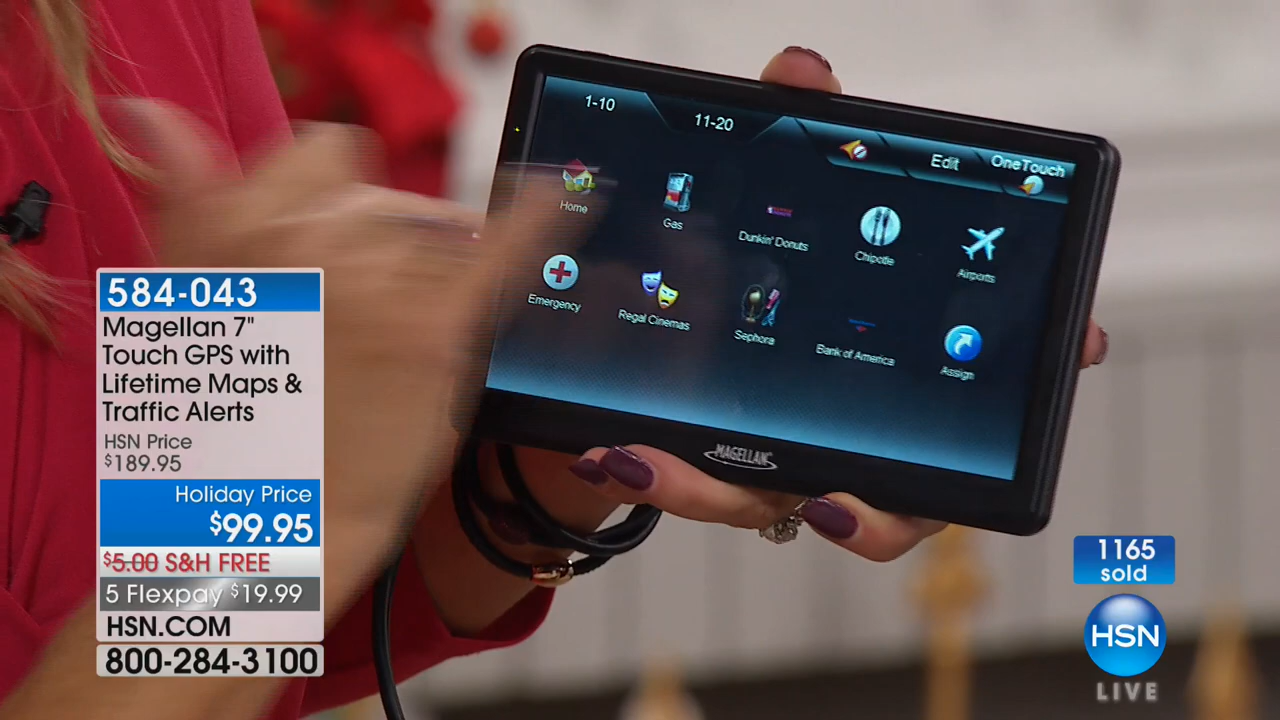 584-043
Magellan 7"
Touch GPS with
Lifetime Maps &
Traffic Alerts
HSN Price
$189.95
Holiday Price
$99.95
$5.00 S&H FREE
5 Flexpay $19.99
HSN.COM
800-284-3100
1-10
11-20
Edit
OneTouch
Home
Gas
Dunkin' Donuts
Chipotle
Airports
Emergency
Regal Cinemas
Sephora
Bank of America
Assign
MAGELLAN
1165
sold
HSN
LIVE